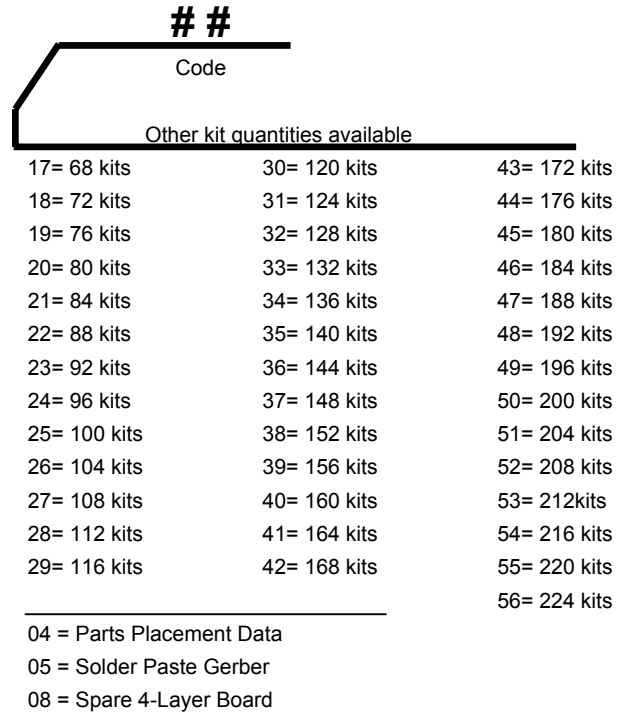 # #
Code
Other kit quantities available
17= 68 kits 30= 120 kits 43= 172 kits
18= 72 kits 31= 124 kits 44= 176 kits
19= 76 kits 32= 128 kits 45= 180 kits
20= 80 kits 33= 132 kits 46= 184 kits
21= 84 kits 34= 136 kits 47= 188 kits
22= 88 kits 35= 140 kits 48= 192 kits
23= 92 kits 36= 144 kits 49= 196 kits
24= 96 kits 37= 148 kits 50= 200 kits
25= 100 kits 38= 152 kits 51= 204 kits
26= 104 kits 39= 156 kits 52= 208 kits
27= 108 kits 40= 160 kits 53= 212kits
28= 112 kits 41= 164 kits 54= 216 kits
29= 116 kits 42= 168 kits 55= 220 kits
56= 224 kits
04 = Parts Placement Data
05 = Solder Paste Gerber
08 = Spare 4-Layer Board